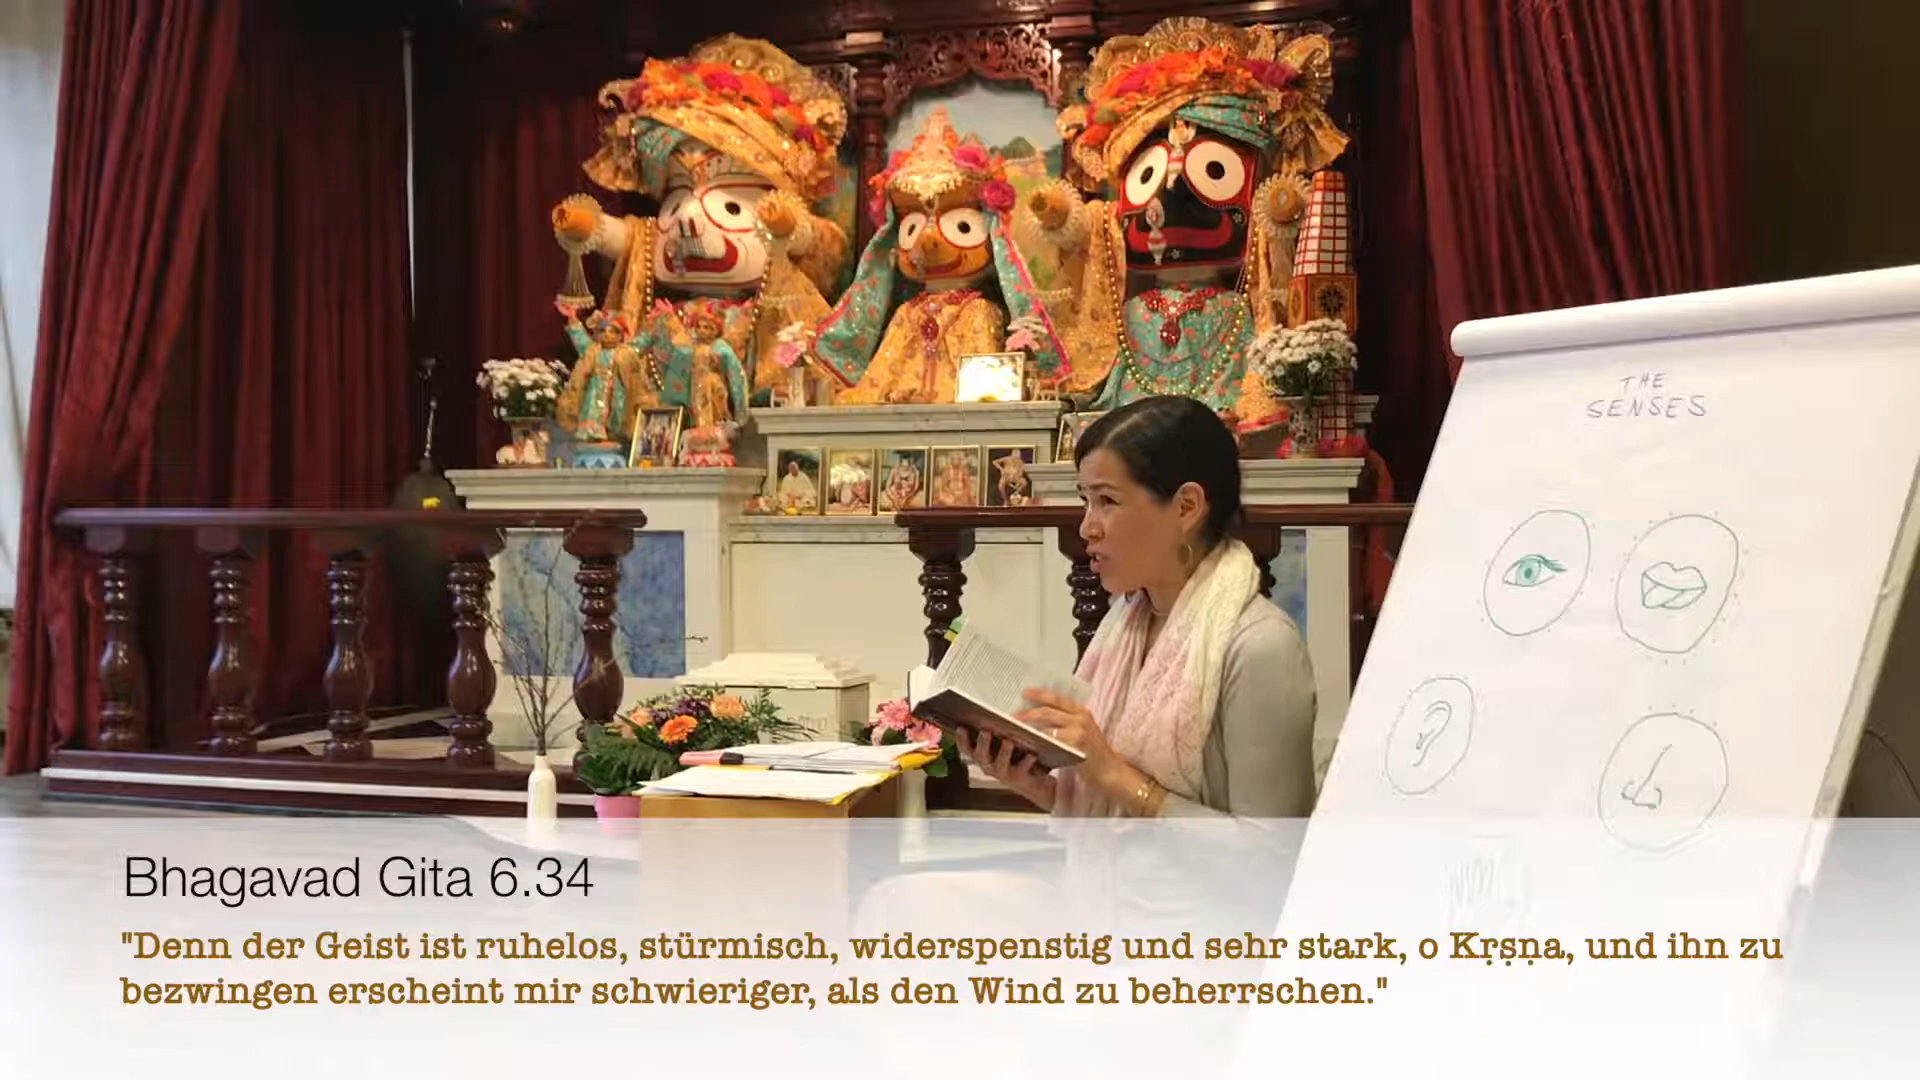 THE
SENSES
Bhagavad Gita 6.34
"Denn der Geist ist ruhelos, stürmisch, widerspenstig und sehr stark, o Kṛṣṇa, und ihn zu
bezwingen erscheint mir schwieriger, als den Wind zu beherrschen."